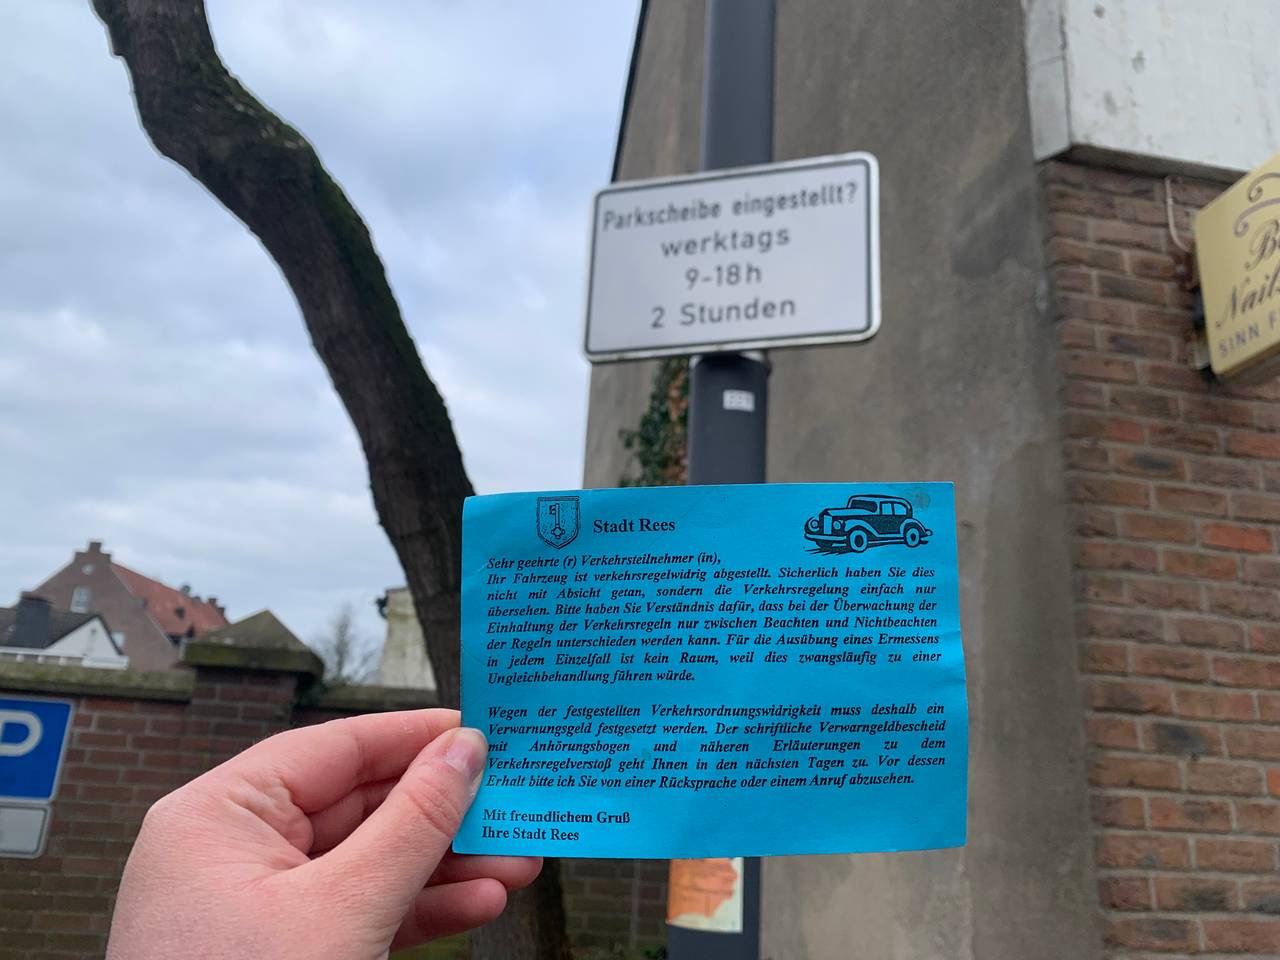 Parkscheibe eingestellt?
werktags
9-18h
2 Stunden
Stadt Rees
Sehr geehrte (r) Verkehrsteilnehmer (in),
Ihr Fahrzeug ist verkehrsregelwidrig abgestellt. Sicherlich haben Sie dies
nicht mit Absicht getan, sondern die Verkehrsregelung einfach nur
übersehen. Bitte haben Sie Verständnis dafür, dass bei der Überwachung der
Einhaltung der Verkehrsregeln nur zwischen Beachten und Nichtbeachten
der Regeln unterschieden werden kann. Für die Ausübung eines Ermessens
in jedem Einzelfall ist kein Raum, weil dies zwangsläufig zu einer
Ungleichbehandlung führen würde.
Wegen der festgestellten Verkehrsordnungswidrigkeit muss deshalb ein
Verwarnungsgeld festgesetzt werden. Der schriftliche Verwarngeldbescheid
mit Anhörungsbogen und näheren Erläuterungen zu dem
Verkehrsregelverstoß geht Ihnen in den nächsten Tagen zu. Vor dessen
Erhalt bitte ich Sie von einer Rücksprache oder einem Anruf abzusehen.
Mit freundlichem Gruß
Ihre Stadt Rees
P
Nails
SINN F